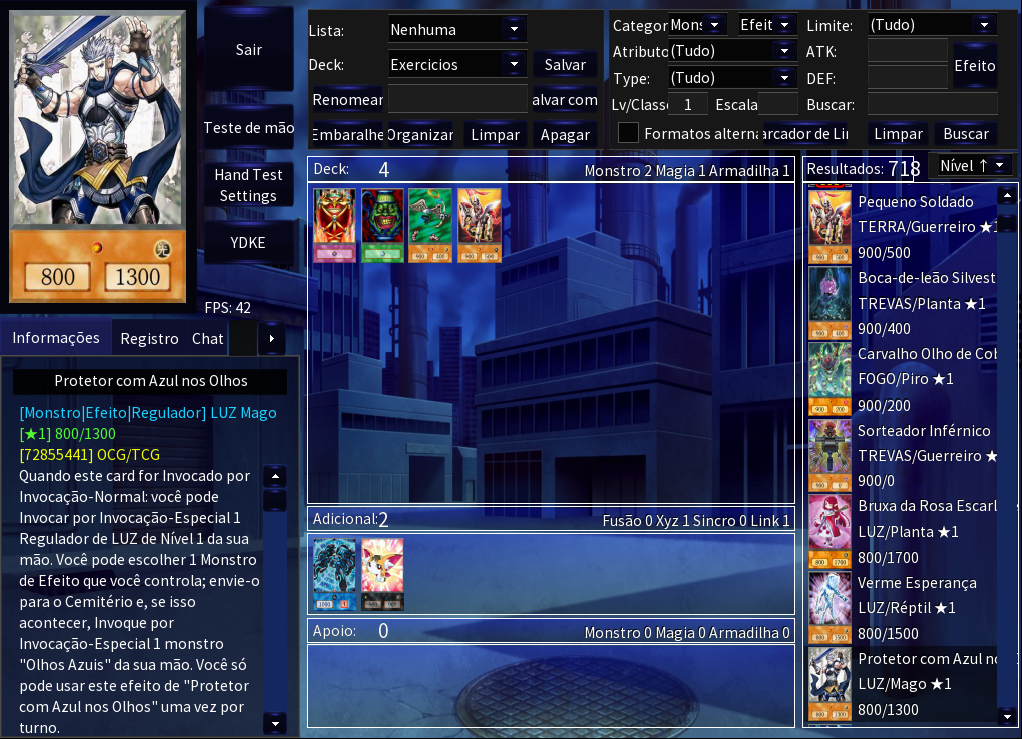 800 1300
Sair
Teste de mão
Hand Test
Settings
YDKE
FPS: 42
Informações Registro Chat
Protetor com Azul nos Olhos
[Monstro|Efeito|Regulador] LUZ Mago
[★1] 800/1300
[72855441] OCG/TCG
Quando este card for Invocado por
Invocação-Normal: você pode
Invocar por Invocação-Especial 1
Regulador de LUZ de Nível 1 da sua
mão. Você pode escolher 1 Monstro
de Efeito que você controla; envie-o
para o Cemitério e, se isso
acontecer, Invoque por
Invocação-Especial 1 monstro
"Olhos Azuis" da sua mão. Você só
pode usar este efeito de "Protetor
com Azul nos Olhos" uma vez por
turno.
Lista: Nenhuma
Deck: Exercicios Salvar
Renomear alvar com
Embaralhe Organizar Limpar Apagar
Categor Mons Efeit Limite: (Tudo)
Atributo (Tudo) ATK:
Efeito
Type: (Tudo) DEF:
Lv/Classe 1 Escala Buscar:
Formatos alterna arcador de Li Limpar Buscar
Deck: 4 Monstro 2 Magia 1 Armadilha 1
Adicional: 2 Fusão 0 Xyz 1 Sincro 0 Link 1
Apoio: 0 Monstro 0 Magia 0 Armadilha 0
Resultados: 718 Nível ↑
Pequeno Soldado
TERRA/Guerreiro ★1
900/500
Boca-de-leão Silvest
TREVAS/Planta ★1
900/400
Carvalho Olho de Cob
FOGO/Piro ★1
900/200
Sorteador Inférnico
TREVAS/Guerreiro ★
900/0
Bruxa da Rosa Escarl
LUZ/Planta ★1
800/1700
Verme Esperança
LUZ/Réptil ★1
800/1500
Protetor com Azul no
LUZ/Mago ★1
800/1300